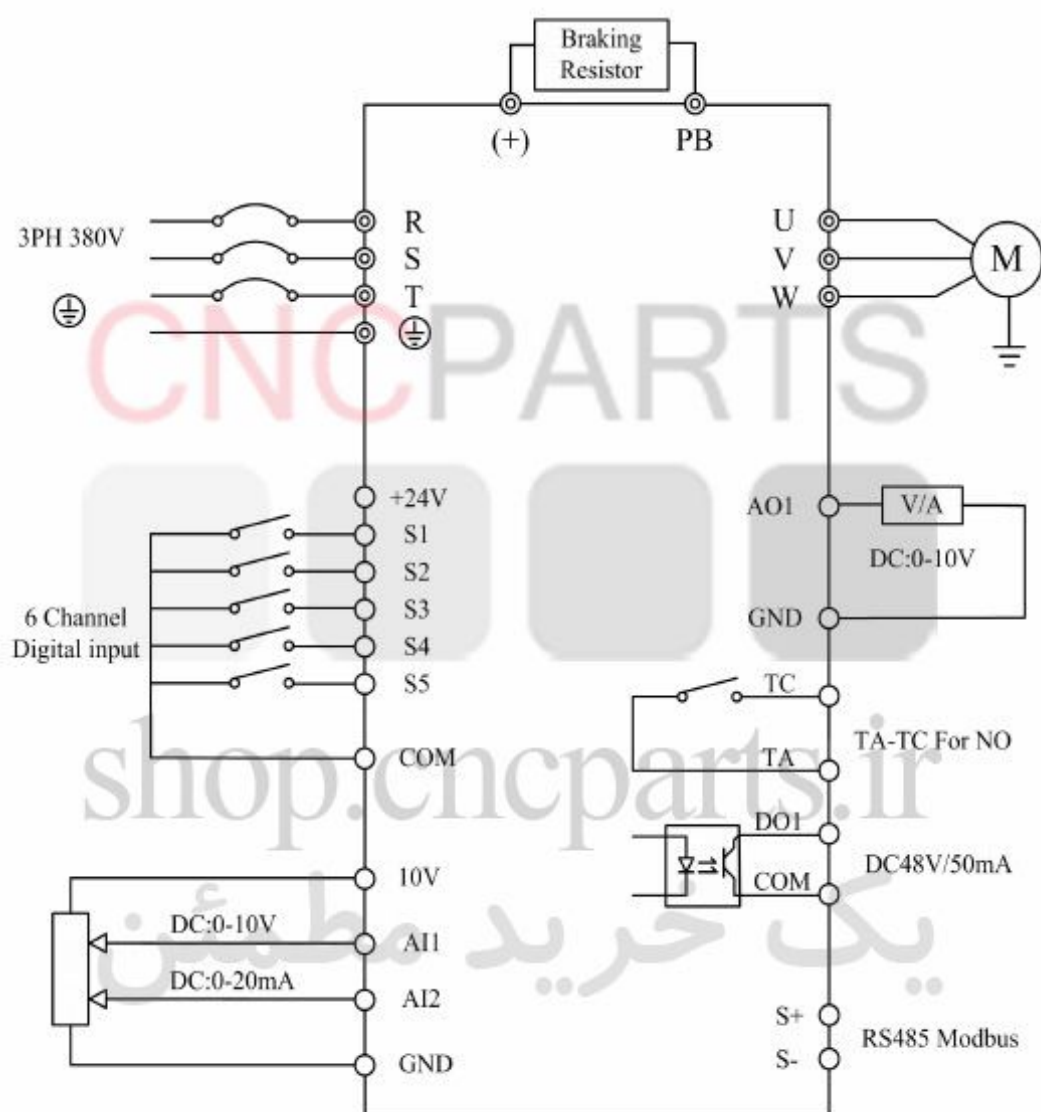 Braking
Resistor
(+)
PB
3PH 380V
R
S
T
U
V
W
M
CNCPARTS
+24V
S1
S2
S3
S4
S5
6 Channel
Digital input
COM
AO1
V/A
DC:0-10V
GND
TC
TA
TA-TC For NO
shop.cncparts.ir
DO1
COM
DC48V/50mA
10V
DC:0-10V
AI1
DC:0-20mA
AI2
GND
یک خرید مطمئن
S+
S-
RS485 Modbus